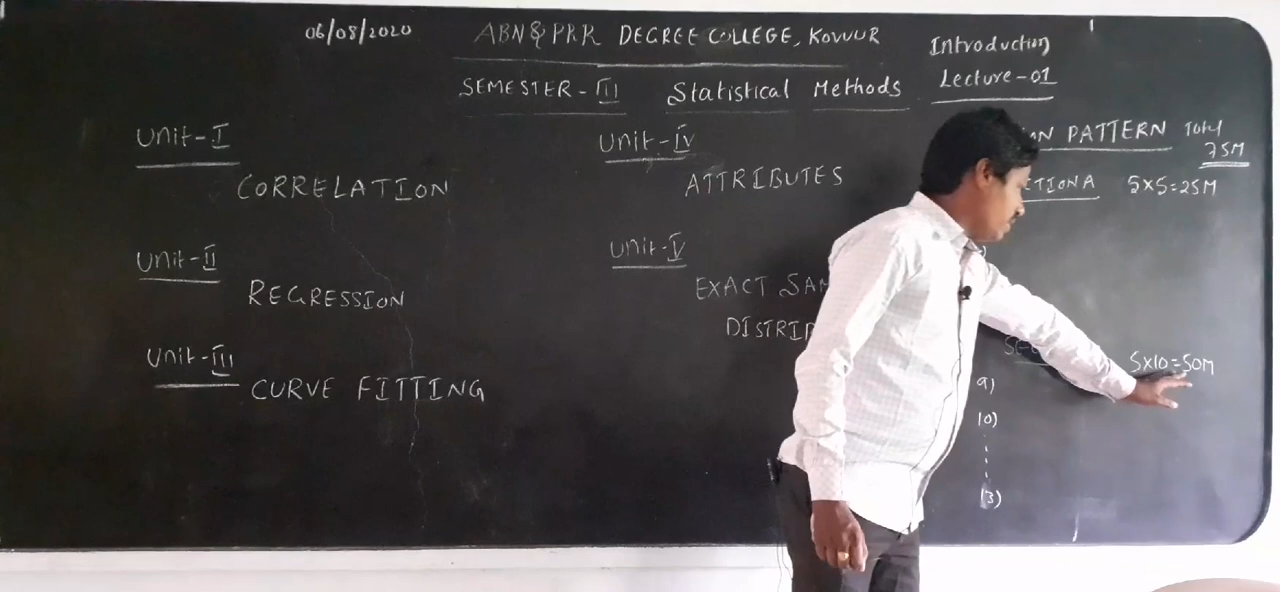 06/08/2020
ABN & PRR DEGREE COLLEGE, KOVVUR
Introduction
Lecture-01
SEMESTER-III Statistical Methods
Unit-I
CORRELATION
Unit-II
REGRESSION
Unit-III
CURVE FITTING
Unit-IV
ATTRIBUTES
Unit-V
EXACT
PATTERN Total
75M
A 5X5=25M
5X10=50M
9)
10)
13)